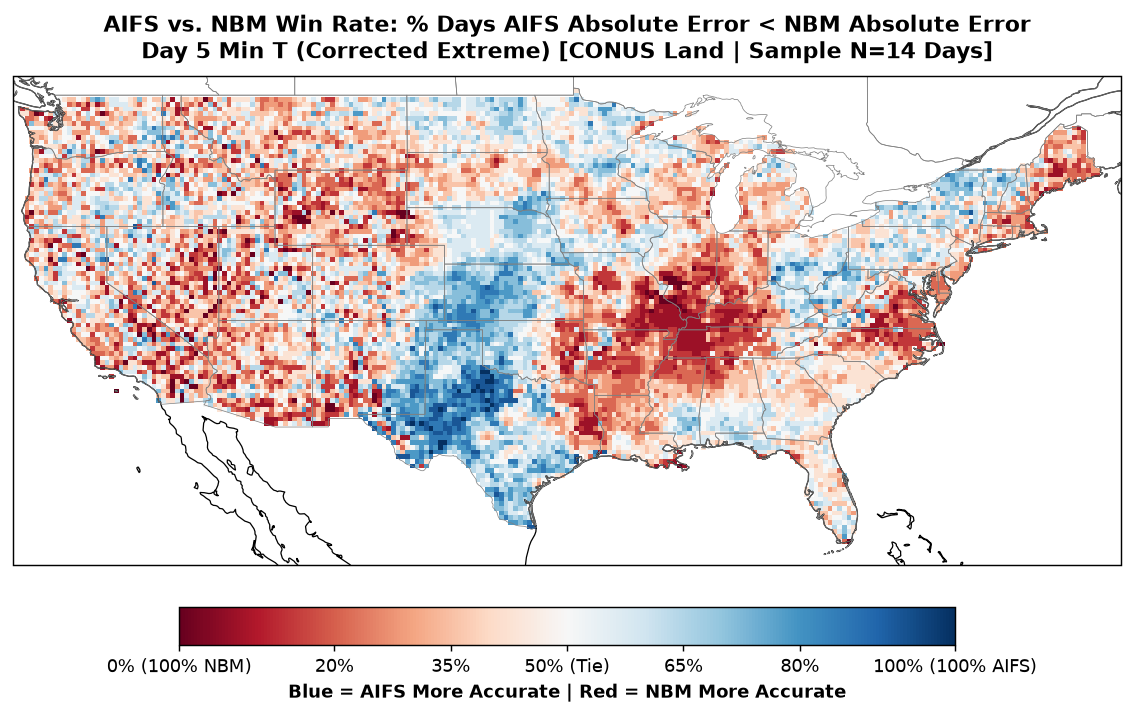 AIFS vs. NBM Win Rate: % Days AIFS Absolute Error < NBM Absolute Error
Day 5 Min T (Corrected Extreme) [CONUS Land | Sample N=14 Days]
0% (100% NBM) 20% 35% 50% (Tie) 65% 80% 100% (100% AIFS)
Blue = AIFS More Accurate | Red = NBM More Accurate